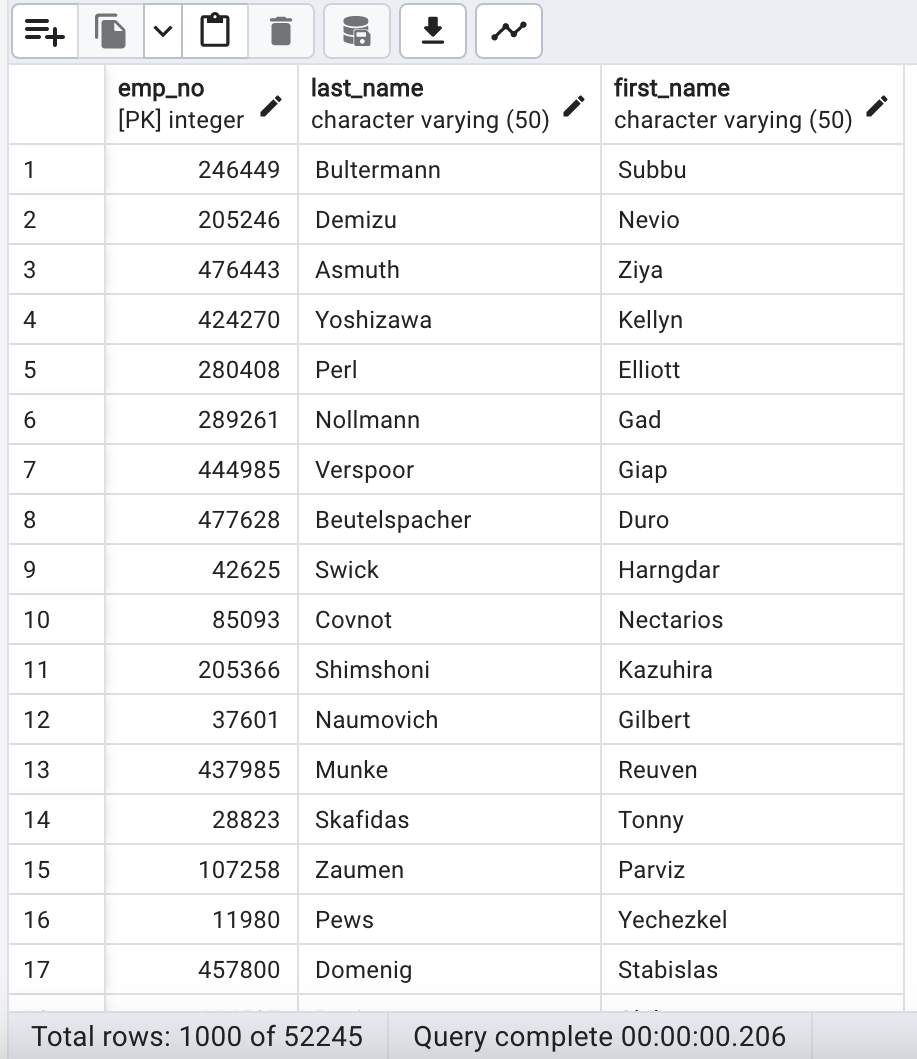 emp_no last_name first_name
[PK] integer character varying (50) character varying (50)
1 246449 Bultermann Subbu
2 205246 Demizu Nevio
3 476443 Asmuth Ziya
4 424270 Yoshizawa Kellyn
5 280408 Perl Elliott
6 289261 Nollmann Gad
7 444985 Verspoor Giap
8 477628 Beutelspacher Duro
9 42625 Swick Harngdar
10 85093 Covnot Nectarios
11 205366 Shimshoni Kazuhira
12 37601 Naumovich Gilbert
13 437985 Munke Reuven
14 28823 Skafidas Tonny
15 107258 Zaumen Parviz
16 11980 Pews Yechezkel
17 457800 Domenig Stabislas
Total rows: 1000 of 52245 Query complete 00:00:00.206